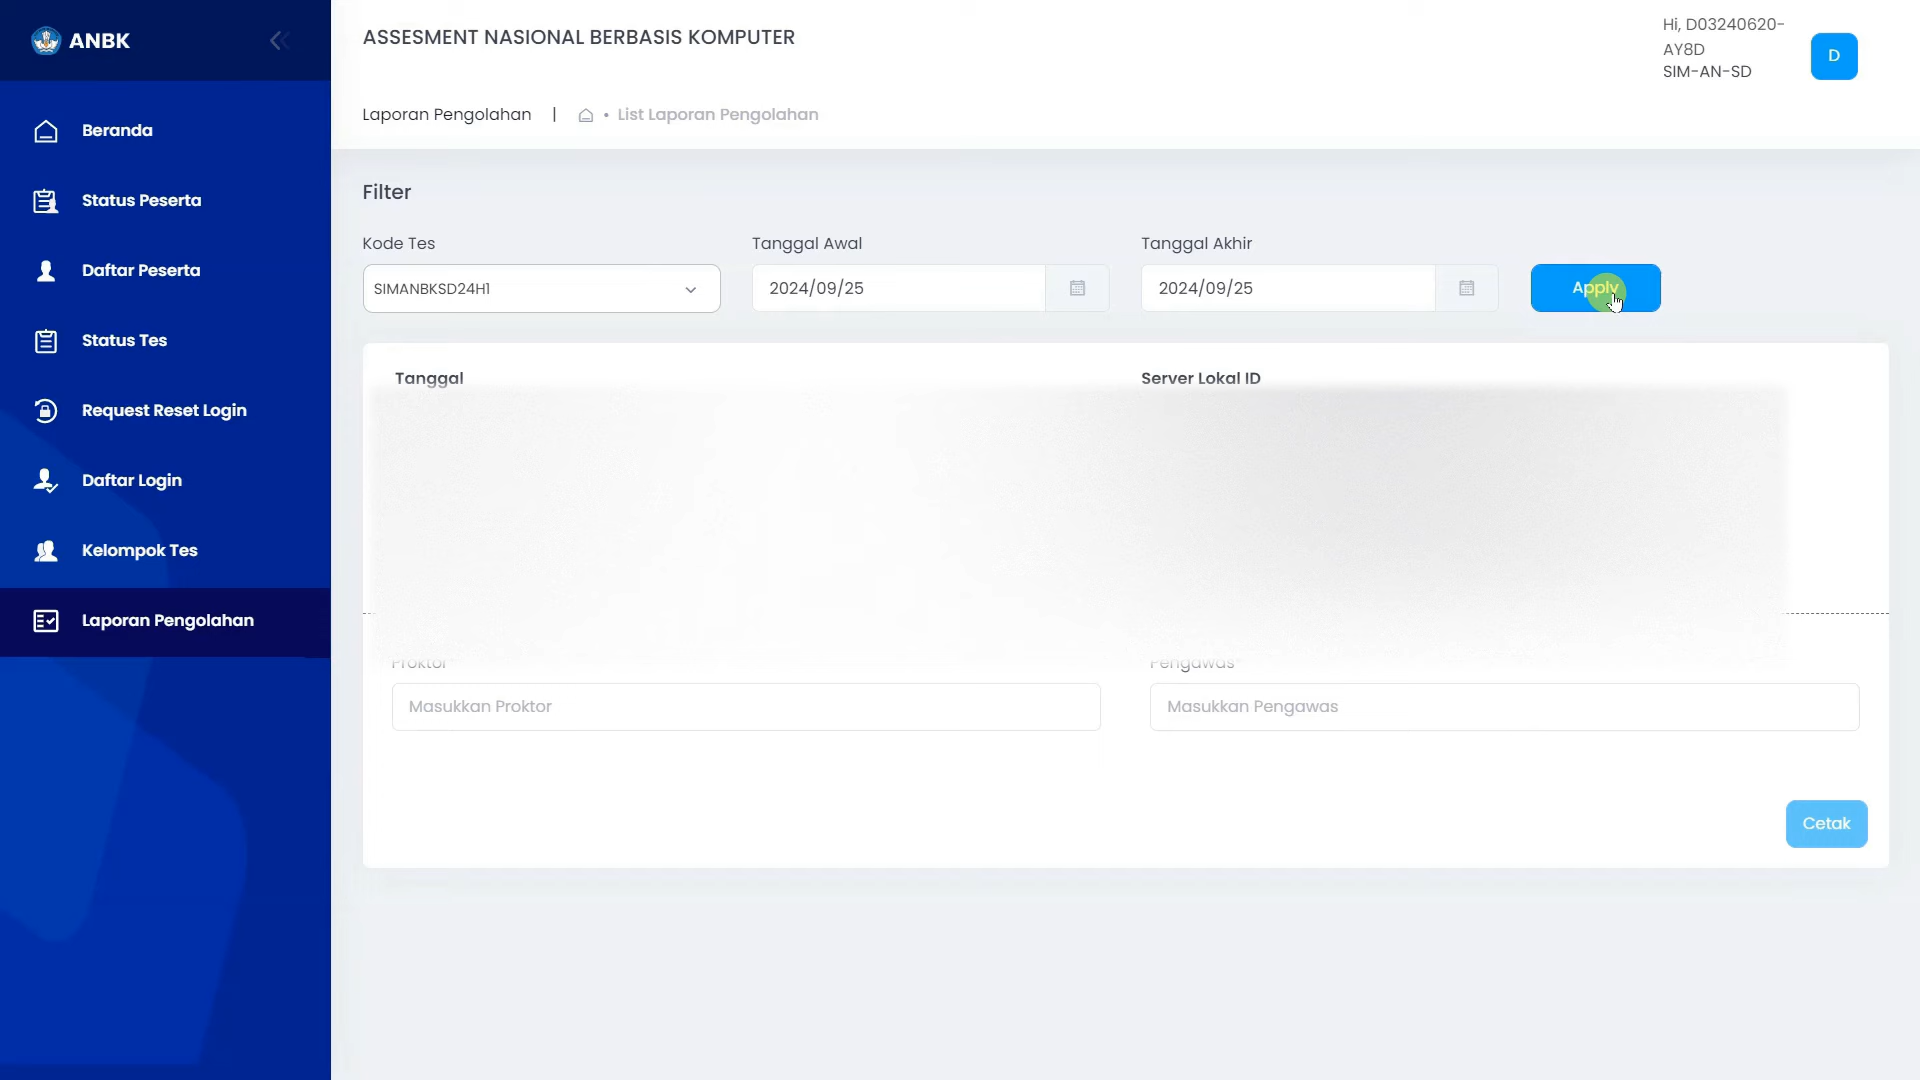 ANBK
ASSESMENT NASIONAL BERBASIS KOMPUTER
Hi, D03240620-
AY8D
SIM-AN-SD
D
Laporan Pengolahan | • List Laporan Pengolahan
Beranda
Status Peserta
Daftar Peserta
Status Tes
Request Reset Login
Daftar Login
Kelompok Tes
Laporan Pengolahan
Filter
Kode Tes
Tanggal Awal
Tanggal Akhir
SIMANBKSD24H1
2024/09/25
2024/09/25
Apply
Tanggal
Server Lokal ID
Proktor
Pengawas
Masukkan Proktor
Masukkan Pengawas
Cetak